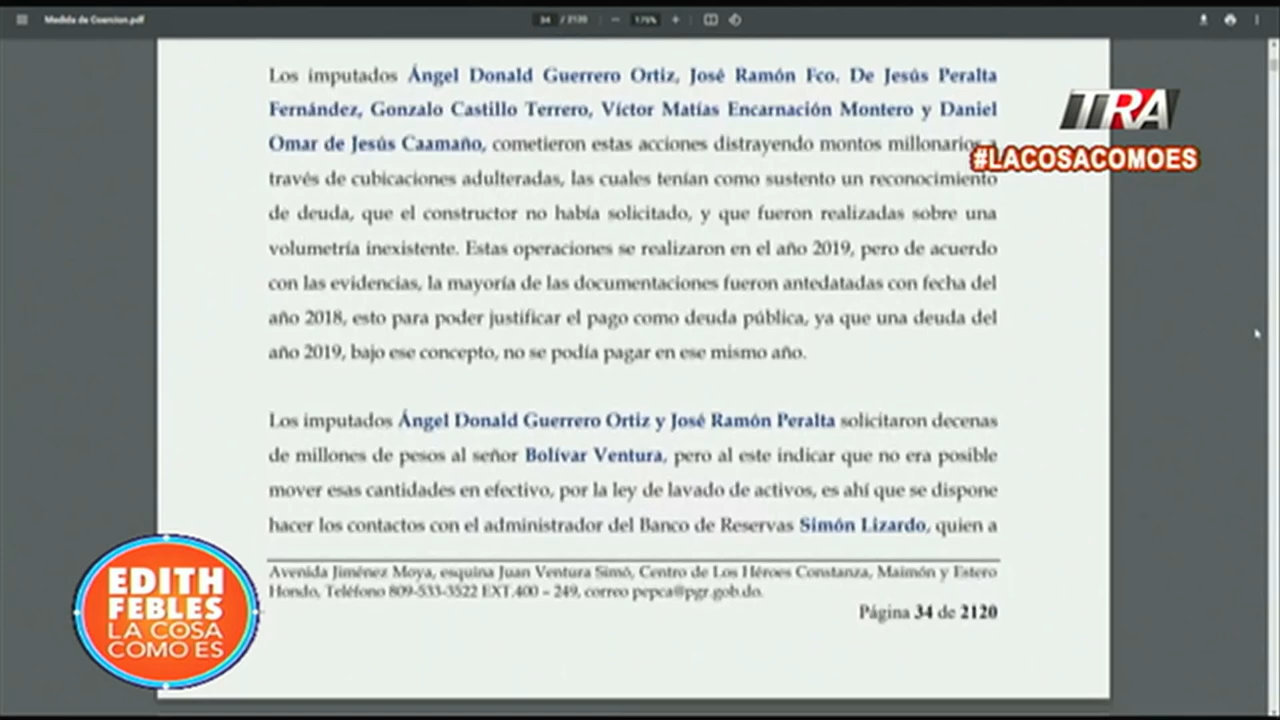 Medida de Coercion.pdf
34 / 2120
175%
Los imputados Ángel Donald Guerrero Ortiz, José Ramón Fco. De Jesús Peralta
Fernández, Gonzalo Castillo Terrero, Víctor Matías Encarnación Montero y Daniel
Omar de Jesús Caamaño, cometieron estas acciones distrayendo montos millonarios a
través de cubicaciones adulteradas, las cuales tenían como sustento un reconocimiento
de deuda, que el constructor no había solicitado, y que fueron realizadas sobre una
volumetría inexistente. Estas operaciones se realizaron en el año 2019, pero de acuerdo
con las evidencias, la mayoría de las documentaciones fueron antedatadas con fecha del
año 2018, esto para poder justificar el pago como deuda pública, ya que una deuda del
año 2019, bajo ese concepto, no se podía pagar en ese mismo año.
Los imputados Ángel Donald Guerrero Ortiz y José Ramón Peralta solicitaron decenas
de millones de pesos al señor Bolívar Ventura, pero al este indicar que no era posible
mover esas cantidades en efectivo, por la ley de lavado de activos, es ahí que se dispone
hacer los contactos con el administrador del Banco de Reservas Simón Lizardo, quien a
Avenida Jiménez Moya, esquina Juan Ventura Simó, Centro de Los Héroes Constanza, Maimón y Estero
Hondo, Teléfono 809-533-3522 EXT.400 – 249, correo pepca@pgr.gob.do.
Página 34 de 2120
TRA
#LACOSACOMOES
EDITH
FEBLES
LA COSA
COMO ES